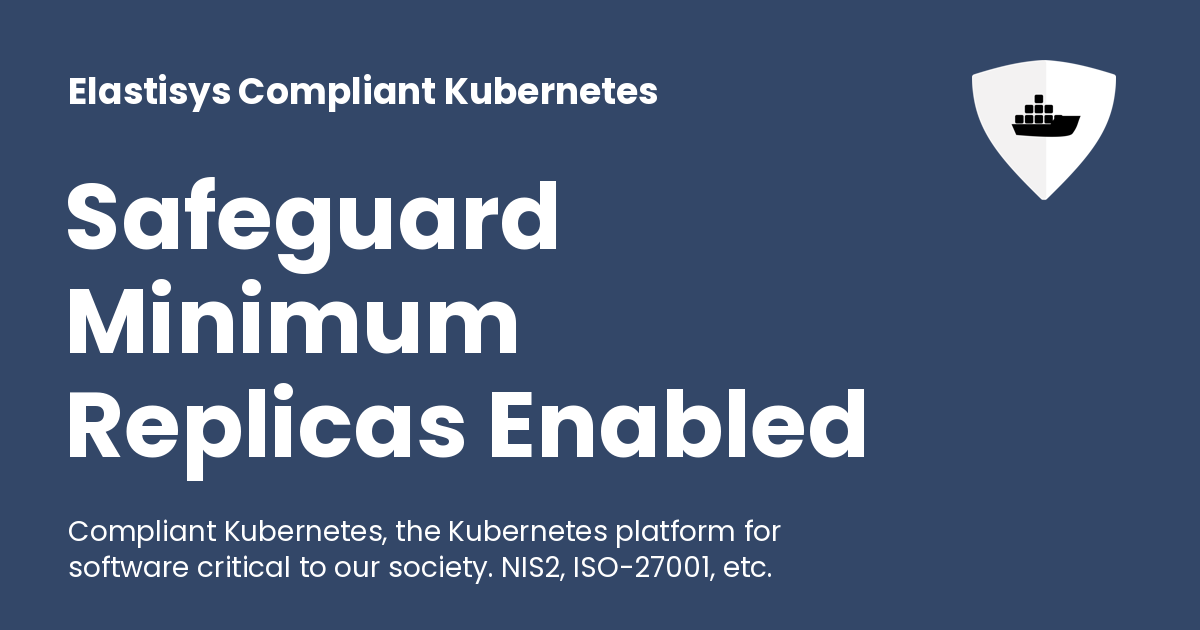 Elastisys Compliant Kubernetes
Safeguard
Minimum
Replicas Enabled
Compliant Kubernetes, the Kubernetes platform for
software critical to our society. NIS2, ISO-27001, etc.